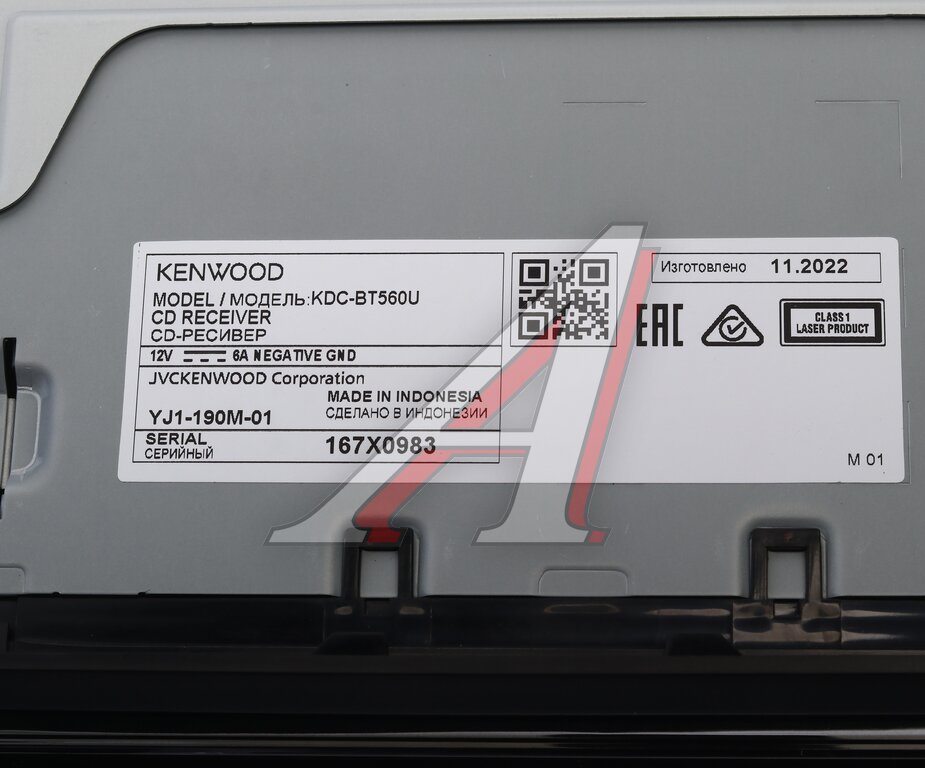 KENWOOD
MODEL / МОДЕЛЬ:KDC-BT560U
CD RECEIVER
CD-РЕСИВЕР
12V 6A NEGATIVE GND
JVCKENWOOD Corporation
MADE IN INDONESIA
СДЕЛАНО В ИНДОНЕЗИИ
YJ1-190M-01
SERIAL
СЕРИЙНЫЙ
167X0983
Изготовлено 11.2022
EAC
CLASS 1
LASER PRODUCT
M 01